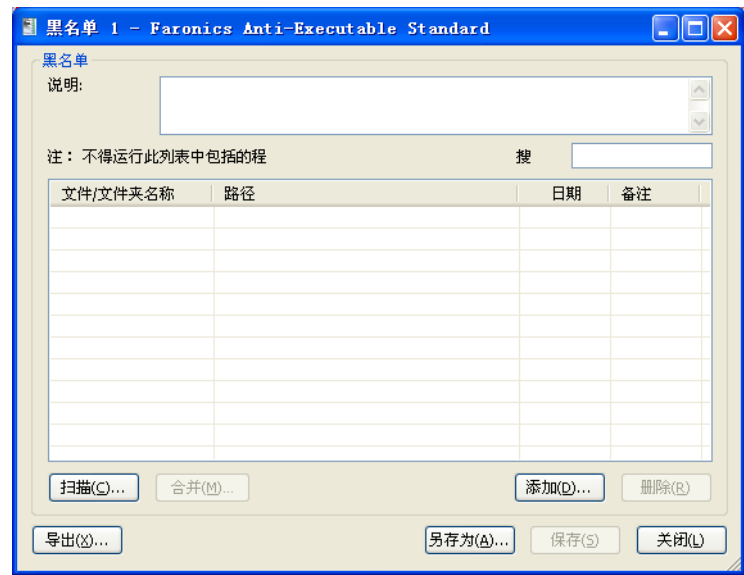 黑名单 1 - Faronics Anti-Executable Standard
黑名单
说明:
注：不得运行此列表中包括的程
搜
文件/文件夹名称 路径 日期 备注
扫描(C)... 合并(M)... 添加(D)... 删除(R)
导出(X)... 另存为(A)... 保存(S) 关闭(L)